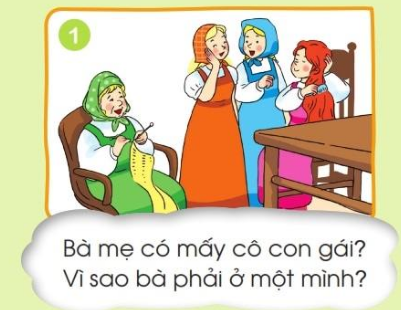 1
Bà mẹ có mấy cô con gái?
Vì sao bà phải ở một mình?